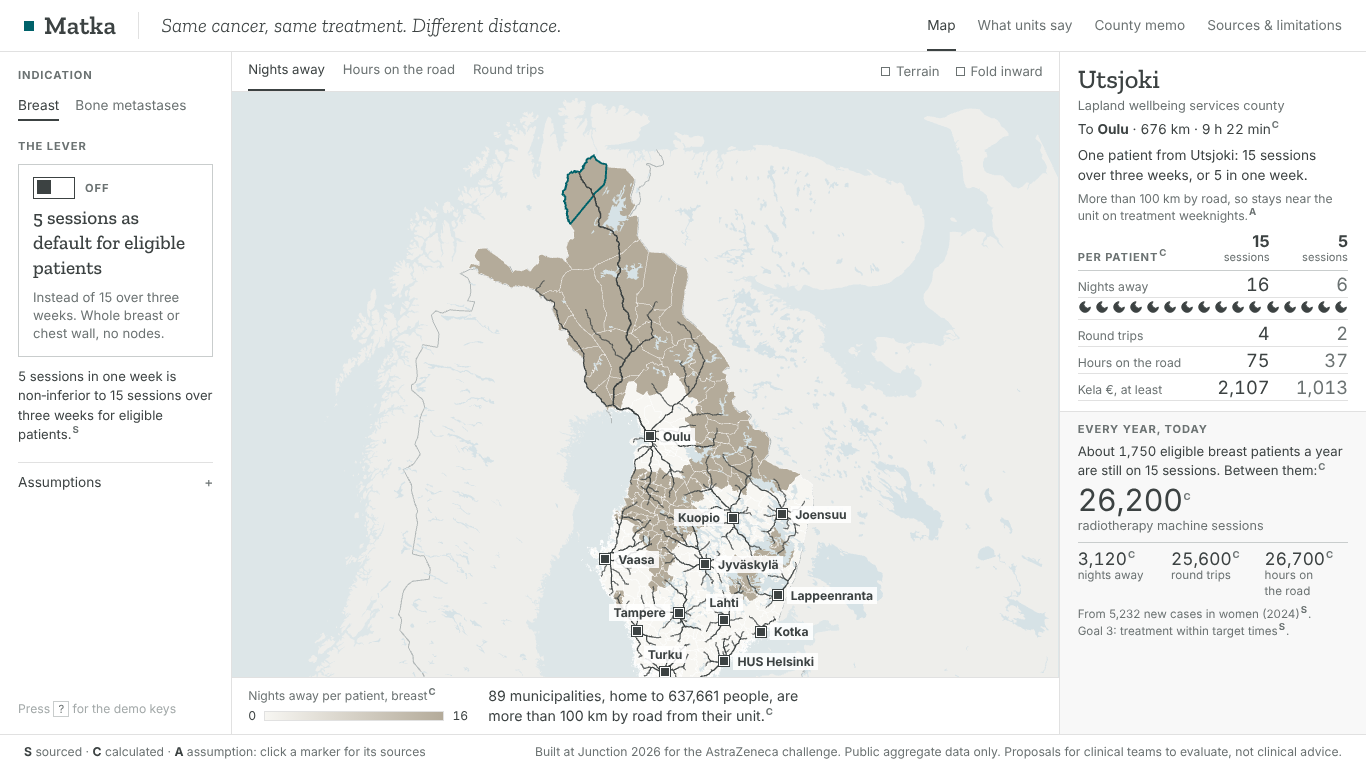 Matka
Same cancer, same treatment. Different distance.
Map
What units say
County memo
Sources & limitations
INDICATION
Breast
Bone metastases
THE LEVER
OFF
5 sessions as
default for eligible
patients
Instead of 15 over three
weeks. Whole breast or
chest wall, no nodes.
5 sessions in one week is
non-inferior to 15 sessions over
three weeks for eligible
patients.S
Assumptions +
Press ? for the demo keys
Nights away
Hours on the road
Round trips
Terrain
Fold inward
Oulu
Kuopio
Joensuu
Vaasa
Jyväskylä
Lappeenranta
Lahti
Tampere
Kotka
Turku
HUS Helsinki
Nights away per patient, breastC
0 16
89 municipalities, home to 637,661 people, are
more than 100 km by road from their unit.C
Utsjoki
Lapland wellbeing services county
To Oulu · 676 km · 9 h 22 minC
One patient from Utsjoki: 15 sessions
over three weeks, or 5 in one week.
More than 100 km by road, so stays near the
unit on treatment weeknights.A
PER PATIENTC 15 sessions 5 sessions
Nights away 16 6
Round trips 4 2
Hours on the road 75 37
Kela €, at least 2,107 1,013
EVERY YEAR, TODAY
About 1,750 eligible breast patients a year
are still on 15 sessions. Between them:C
26,200C
radiotherapy machine sessions
3,120C 25,600C 26,700C
nights away round trips hours on
the road
From 5,232 new cases in women (2024)S.
Goal 3: treatment within target timesS.
S sourced · C calculated · A assumption: click a marker for its sources
Built at Junction 2026 for the AstraZeneca challenge. Public aggregate data only. Proposals for clinical teams to evaluate, not clinical advice.